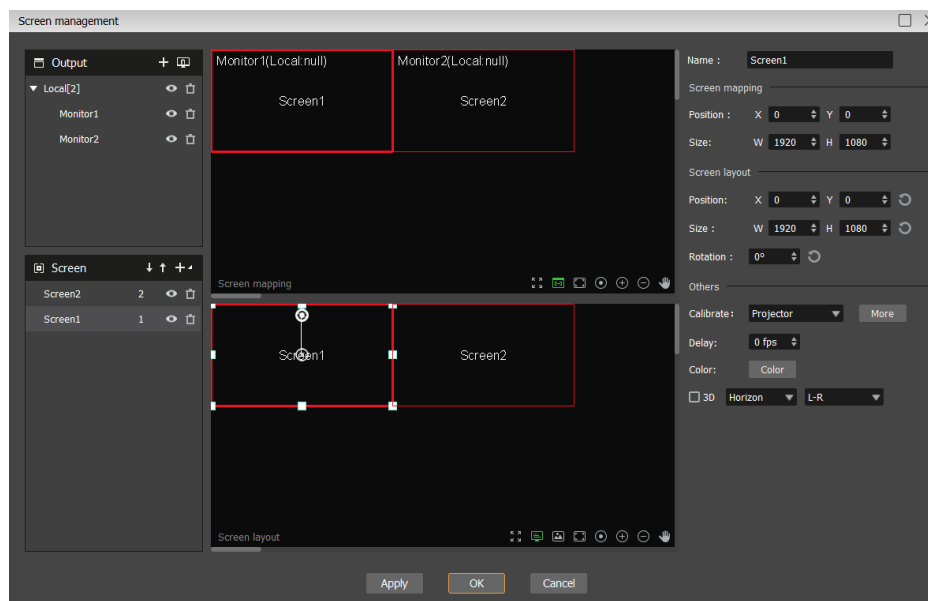 Screen management
Output
Local[2]
Monitor1
Monitor2
Screen
Screen2 2
Screen1 1
Monitor1(Local:null) Monitor2(Local:null)
Screen1 Screen2
Screen mapping
Screen1 Screen2
Screen layout
Name : Screen1
Screen mapping
Position : X 0 Y 0
Size: W 1920 H 1080
Screen layout
Position: X 0 Y 0
Size : W 1920 H 1080
Rotation : 0°
Others
Calibrate: Projector More
Delay: 0 fps
Color: Color
3D Horizon L-R
Apply OK Cancel